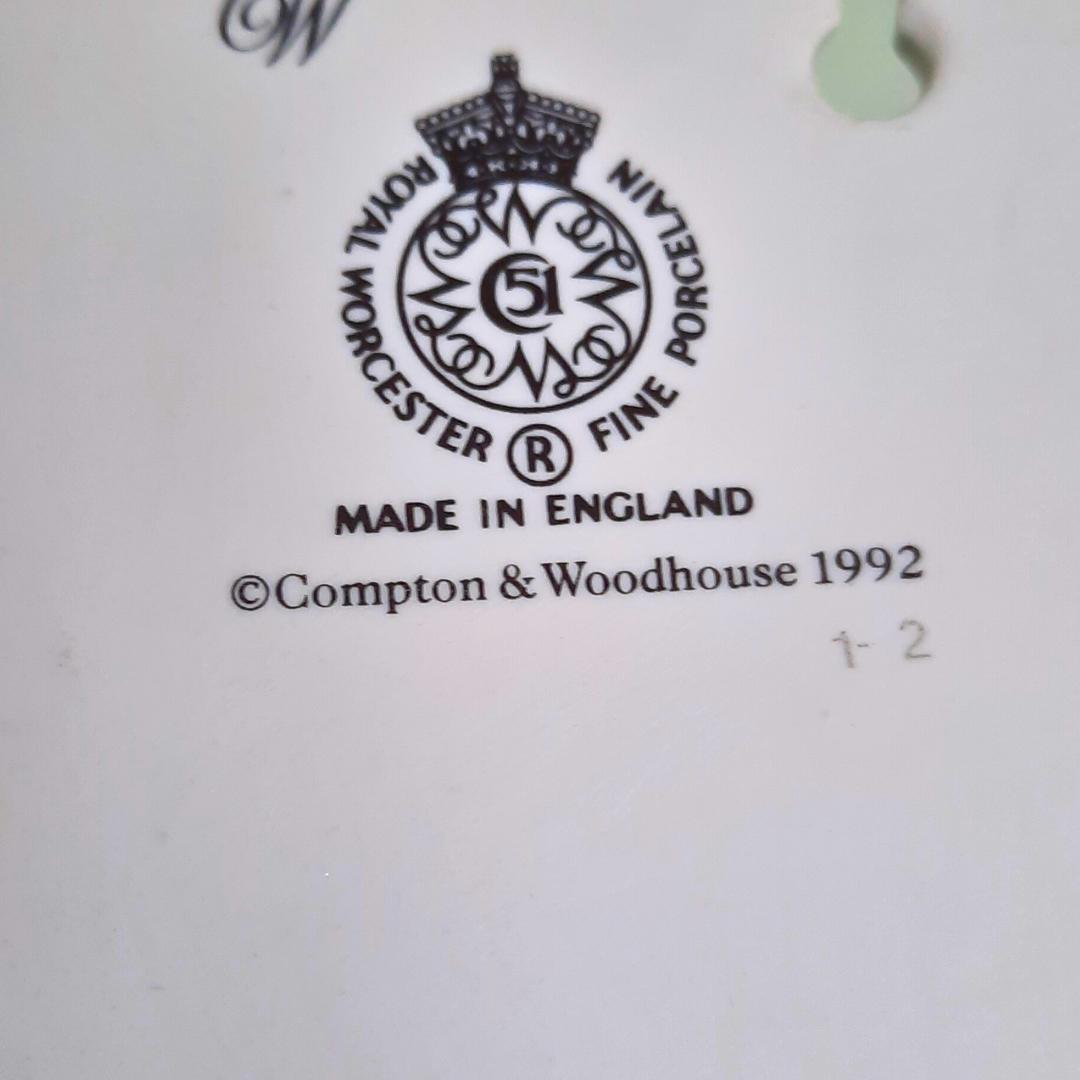 W
ROYAL WORCESTER ® FINE PORCELAIN
C 51
MADE IN ENGLAND
©Compton & Woodhouse 1992
1- 2